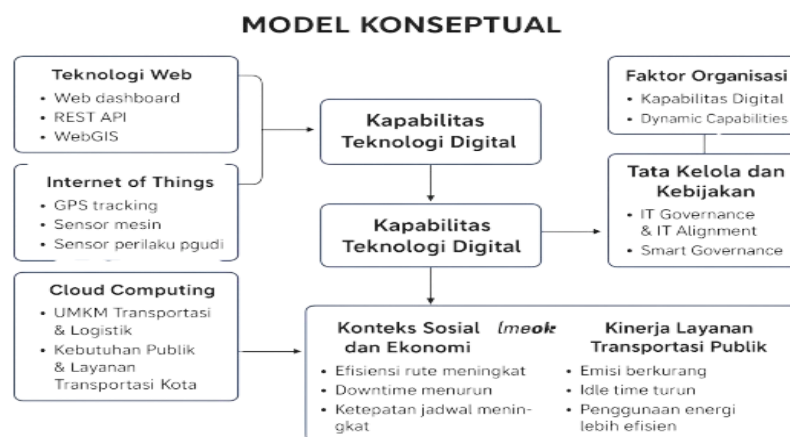 MODEL KONSEPTUAL
Teknologi Web
• Web dashboard
• REST API
• WebGIS
Internet of Things
• GPS tracking
• Sensor mesin
• Sensor perilaku pgudi
Cloud Computing
• UMKM Transportasi
& Logistik
• Kebutuhan Publik
& Layanan
Transportasi Kota
Kapabilitas
Teknologi Digital
Kapabilitas
Teknologi Digital
Faktor Organisasi
• Kapabilitas Digital
• Dynamic Capabilities
Tata Kelola dan
Kebijakan
• IT Governance
& IT Alignment
• Smart Governance
Konteks Sosial
dan Ekonomi
• Efisiensi rute meningkat
• Downtime menurun
• Ketepatan jadwal menin-
gkat
Kinerja Layanan
Transportasi Publik
• Emisi berkurang
• Idle time turun
• Penggunaan energi
lebih efisien